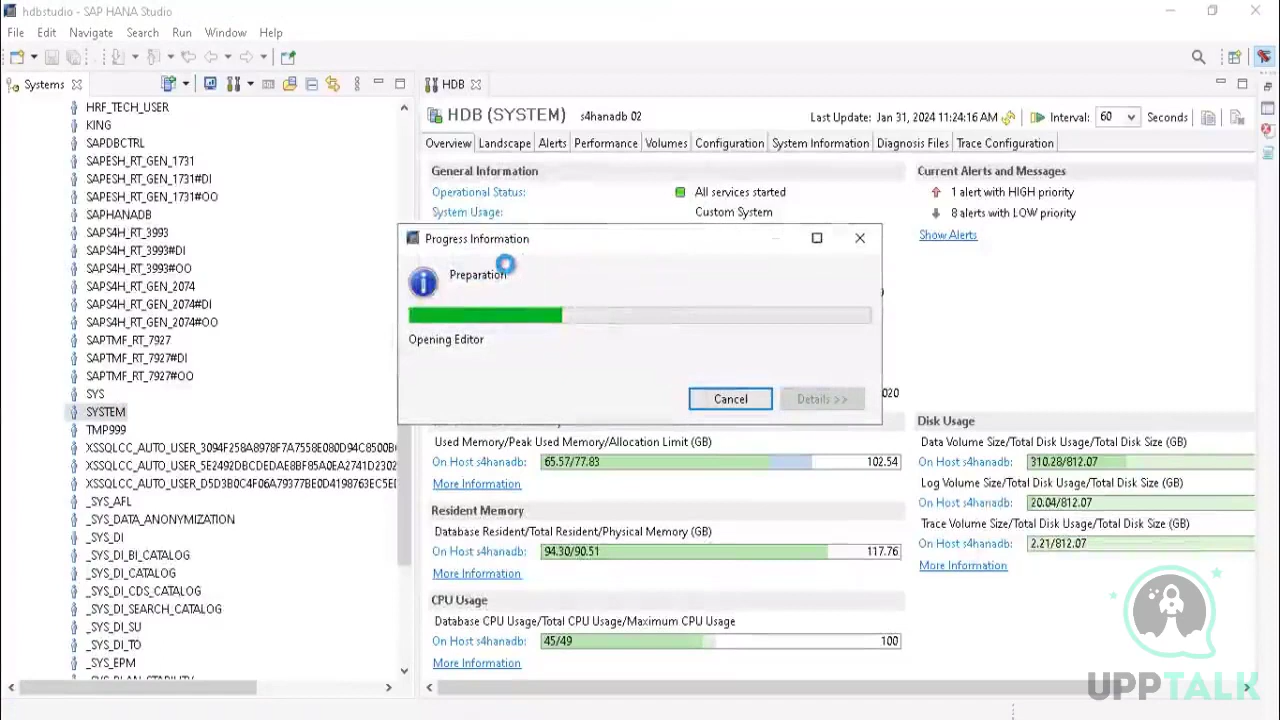 hdbstudio - SAP HANA Studio
File Edit Navigate Search Run Window Help
Systems
HRF_TECH_USER
KING
SAPDBCTRL
SAPESH_RT_GEN_1731
SAPESH_RT_GEN_1731#DI
SAPESH_RT_GEN_1731#OO
SAPHANADB
SAPS4H_RT_3993
SAPS4H_RT_3993#DI
SAPS4H_RT_3993#OO
SAPS4H_RT_GEN_2074
SAPS4H_RT_GEN_2074#DI
SAPS4H_RT_GEN_2074#OO
SAPTMF_RT_7927
SAPTMF_RT_7927#DI
SAPTMF_RT_7927#OO
SYS
SYSTEM
TMP999
XSSQLCC_AUTO_USER_3094F258A8978F7A7558E080D94C8500B
XSSQLCC_AUTO_USER_5E2492DBCDEDAE8BF85A0EA2741D2302
XSSQLCC_AUTO_USER_D5D3B0C4F06A79377BE0D4198763EC5E
_SYS_AFL
_SYS_DATA_ANONYMIZATION
_SYS_DI
_SYS_DI_BI_CATALOG
_SYS_DI_CATALOG
_SYS_DI_CDS_CATALOG
_SYS_DI_SEARCH_CATALOG
_SYS_DI_SU
_SYS_DI_TO
_SYS_EPM
HDB
HDB (SYSTEM) s4hanadb 02
Last Update: Jan 31, 2024 11:24:16 AM Interval: 60 Seconds
Overview Landscape Alerts Performance Volumes Configuration System Information Diagnosis Files Trace Configuration
General Information
Operational Status: All services started
System Usage: Custom System
Current Alerts and Messages
1 alert with HIGH priority
8 alerts with LOW priority
Show Alerts
Progress Information
Preparation
Opening Editor
Cancel Details >>
020
Used Memory/Peak Used Memory/Allocation Limit (GB)
On Host s4hanadb: 65.57/77.83 102.54
More Information
Resident Memory
Database Resident/Total Resident/Physical Memory (GB)
On Host s4hanadb: 94.30/90.51 117.76
More Information
CPU Usage
Database CPU Usage/Total CPU Usage/Maximum CPU Usage
On Host s4hanadb: 45/49 100
More Information
Disk Usage
Data Volume Size/Total Disk Usage/Total Disk Size (GB)
On Host s4hanadb: 310.28/812.07
Log Volume Size/Total Disk Usage/Total Disk Size (GB)
On Host s4hanadb: 20.04/812.07
Trace Volume Size/Total Disk Usage/Total Disk Size (GB)
On Host s4hanadb: 2.21/812.07
More Information
UPPTALK